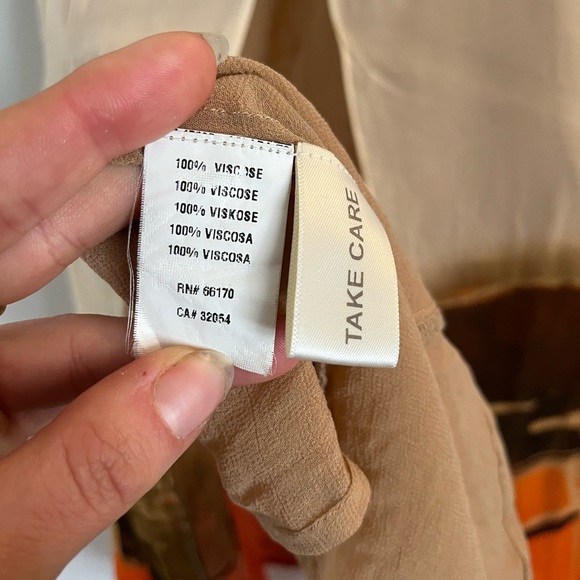 100% VISCOSE
100% VISCOSE
100% VISKOSE
100% VISCOSA
100% VISCOSA
RN# 66170
CA# 32054
TAKE CARE